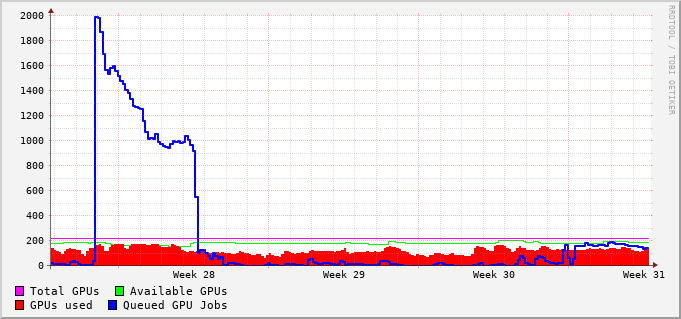 2000
1800
1600
1400
1200
1000
800
600
400
200
0
Week 28 Week 29 Week 30 Week 31
Total GPUs Available GPUs
GPUs used Queued GPU Jobs
RRDTOOL / TOBI OETIKER